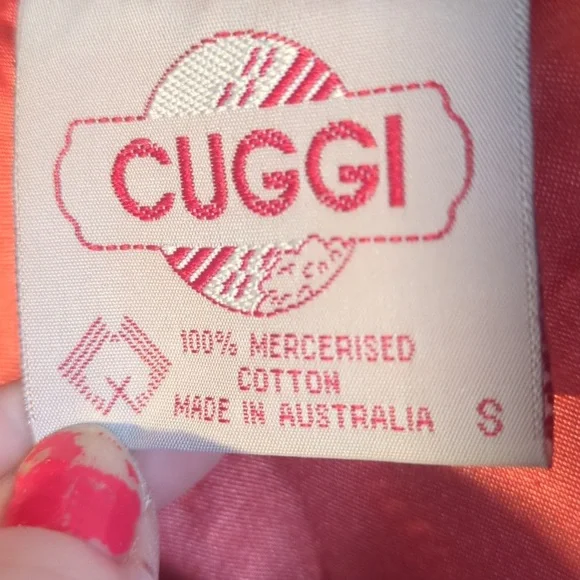 CUGGI
100% MERCERISED
COTTON
MADE IN AUSTRALIA
S